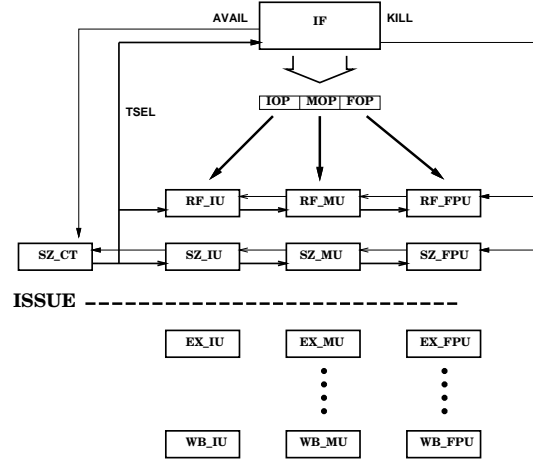 AVAIL IF KILL
IOP MOP FOP
TSEL
RF_IU RF_MU RF_FPU
SZ_CT SZ_IU SZ_MU SZ_FPU
ISSUE
EX_IU EX_MU EX_FPU
WB_IU WB_MU WB_FPU